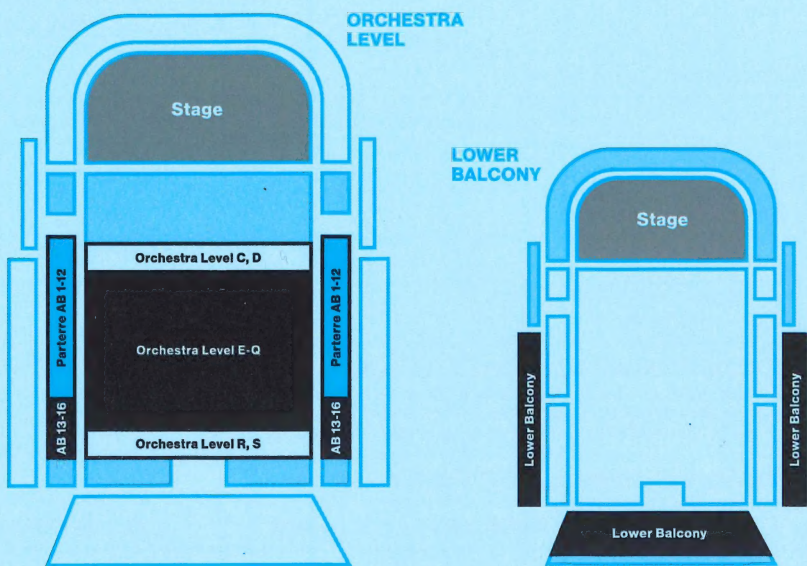 ORCHESTRA
LEVEL
Stage
Orchestra Level C, D
Parterre AB 1-12
Parterre AB 1-12
Orchestra Level E-Q
AB 13-16
AB 13-16
Orchestra Level R, S
LOWER
BALCONY
Stage
Lower Balcony
Lower Balcony
Lower Balcony